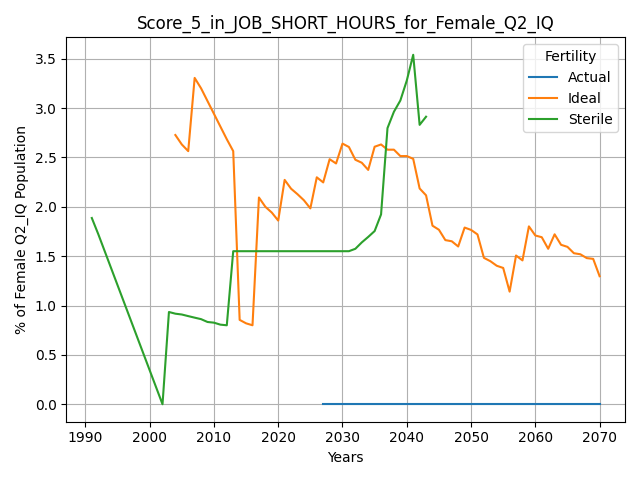 Score_5_in_JOB_SHORT_HOURS_for_Female_Q2_IQ
Fertility
Actual
Ideal
Sterile
% of Female Q2_IQ Population
3.5
3.0
2.5
2.0
1.5
1.0
0.5
0.0
1990 2000 2010 2020 2030 2040 2050 2060 2070
Years